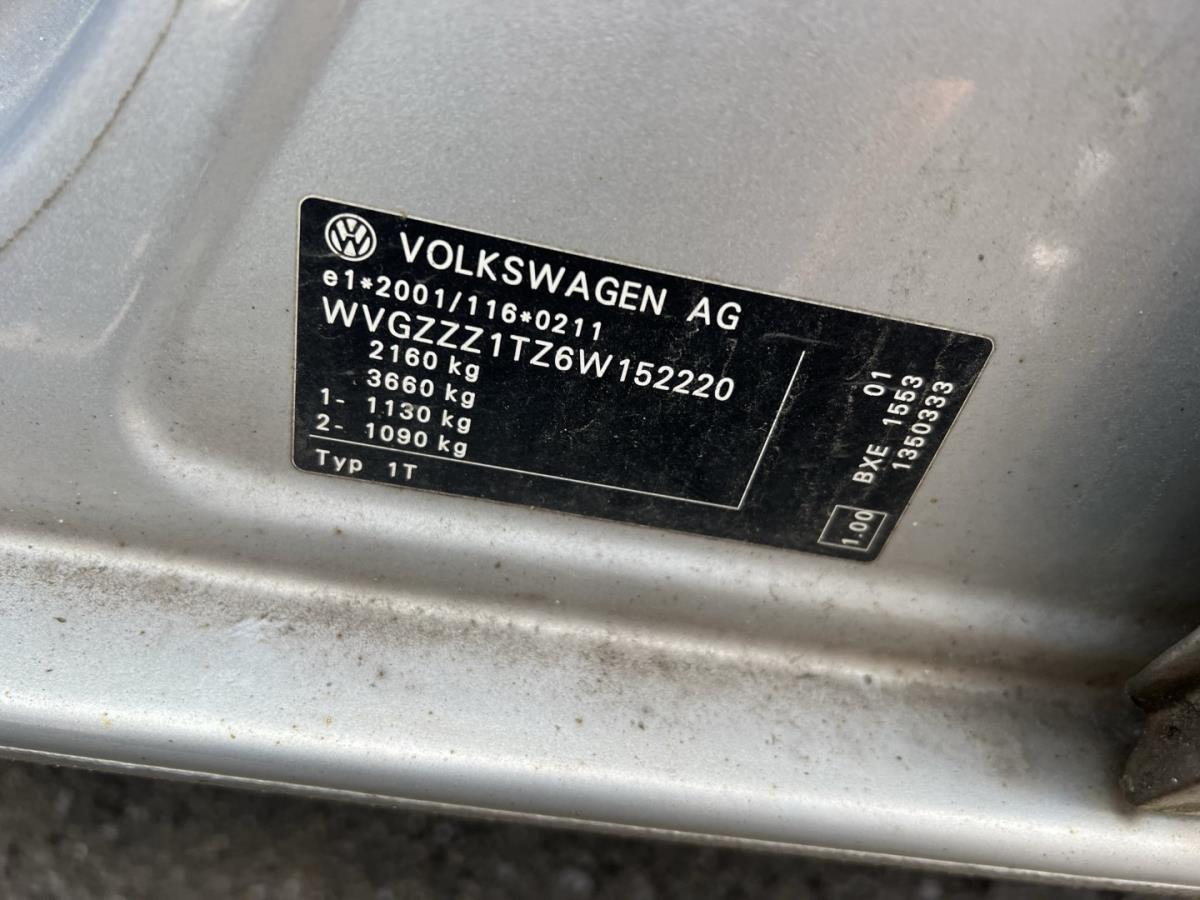 VOLKSWAGEN AG
e1*2001/116*0211
WVGZZZ1TZ6W152220
2160 kg
3660 kg
1- 1130 kg
2- 1090 kg
Typ 1T
01
BXE 1553
1350333
1.00